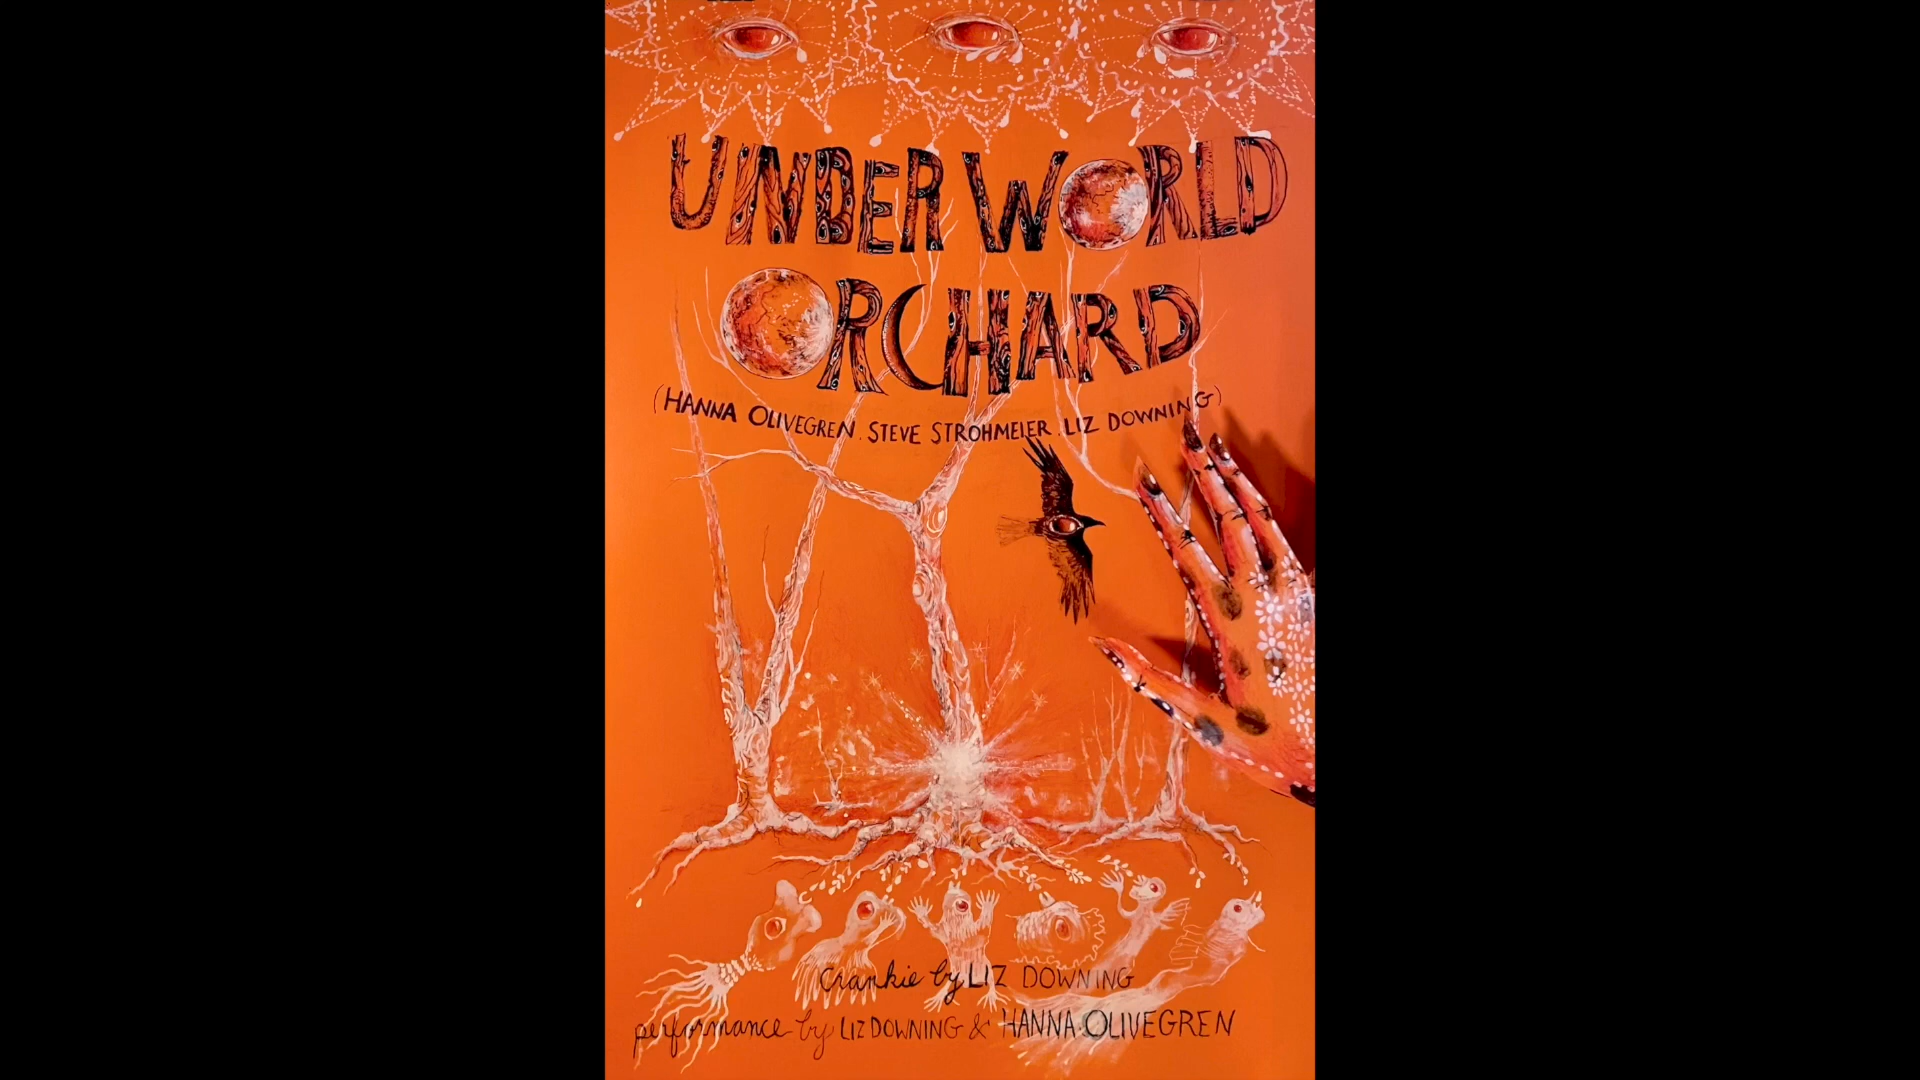 UNDER WORLD
ORCHARD
(HANNA OLIVEGREN. STEVE STROHMEIER. LIZ DOWNING)
Crankie by LIZ DOWNING
performance by LIZ DOWNING & HANNA OLIVEGREN